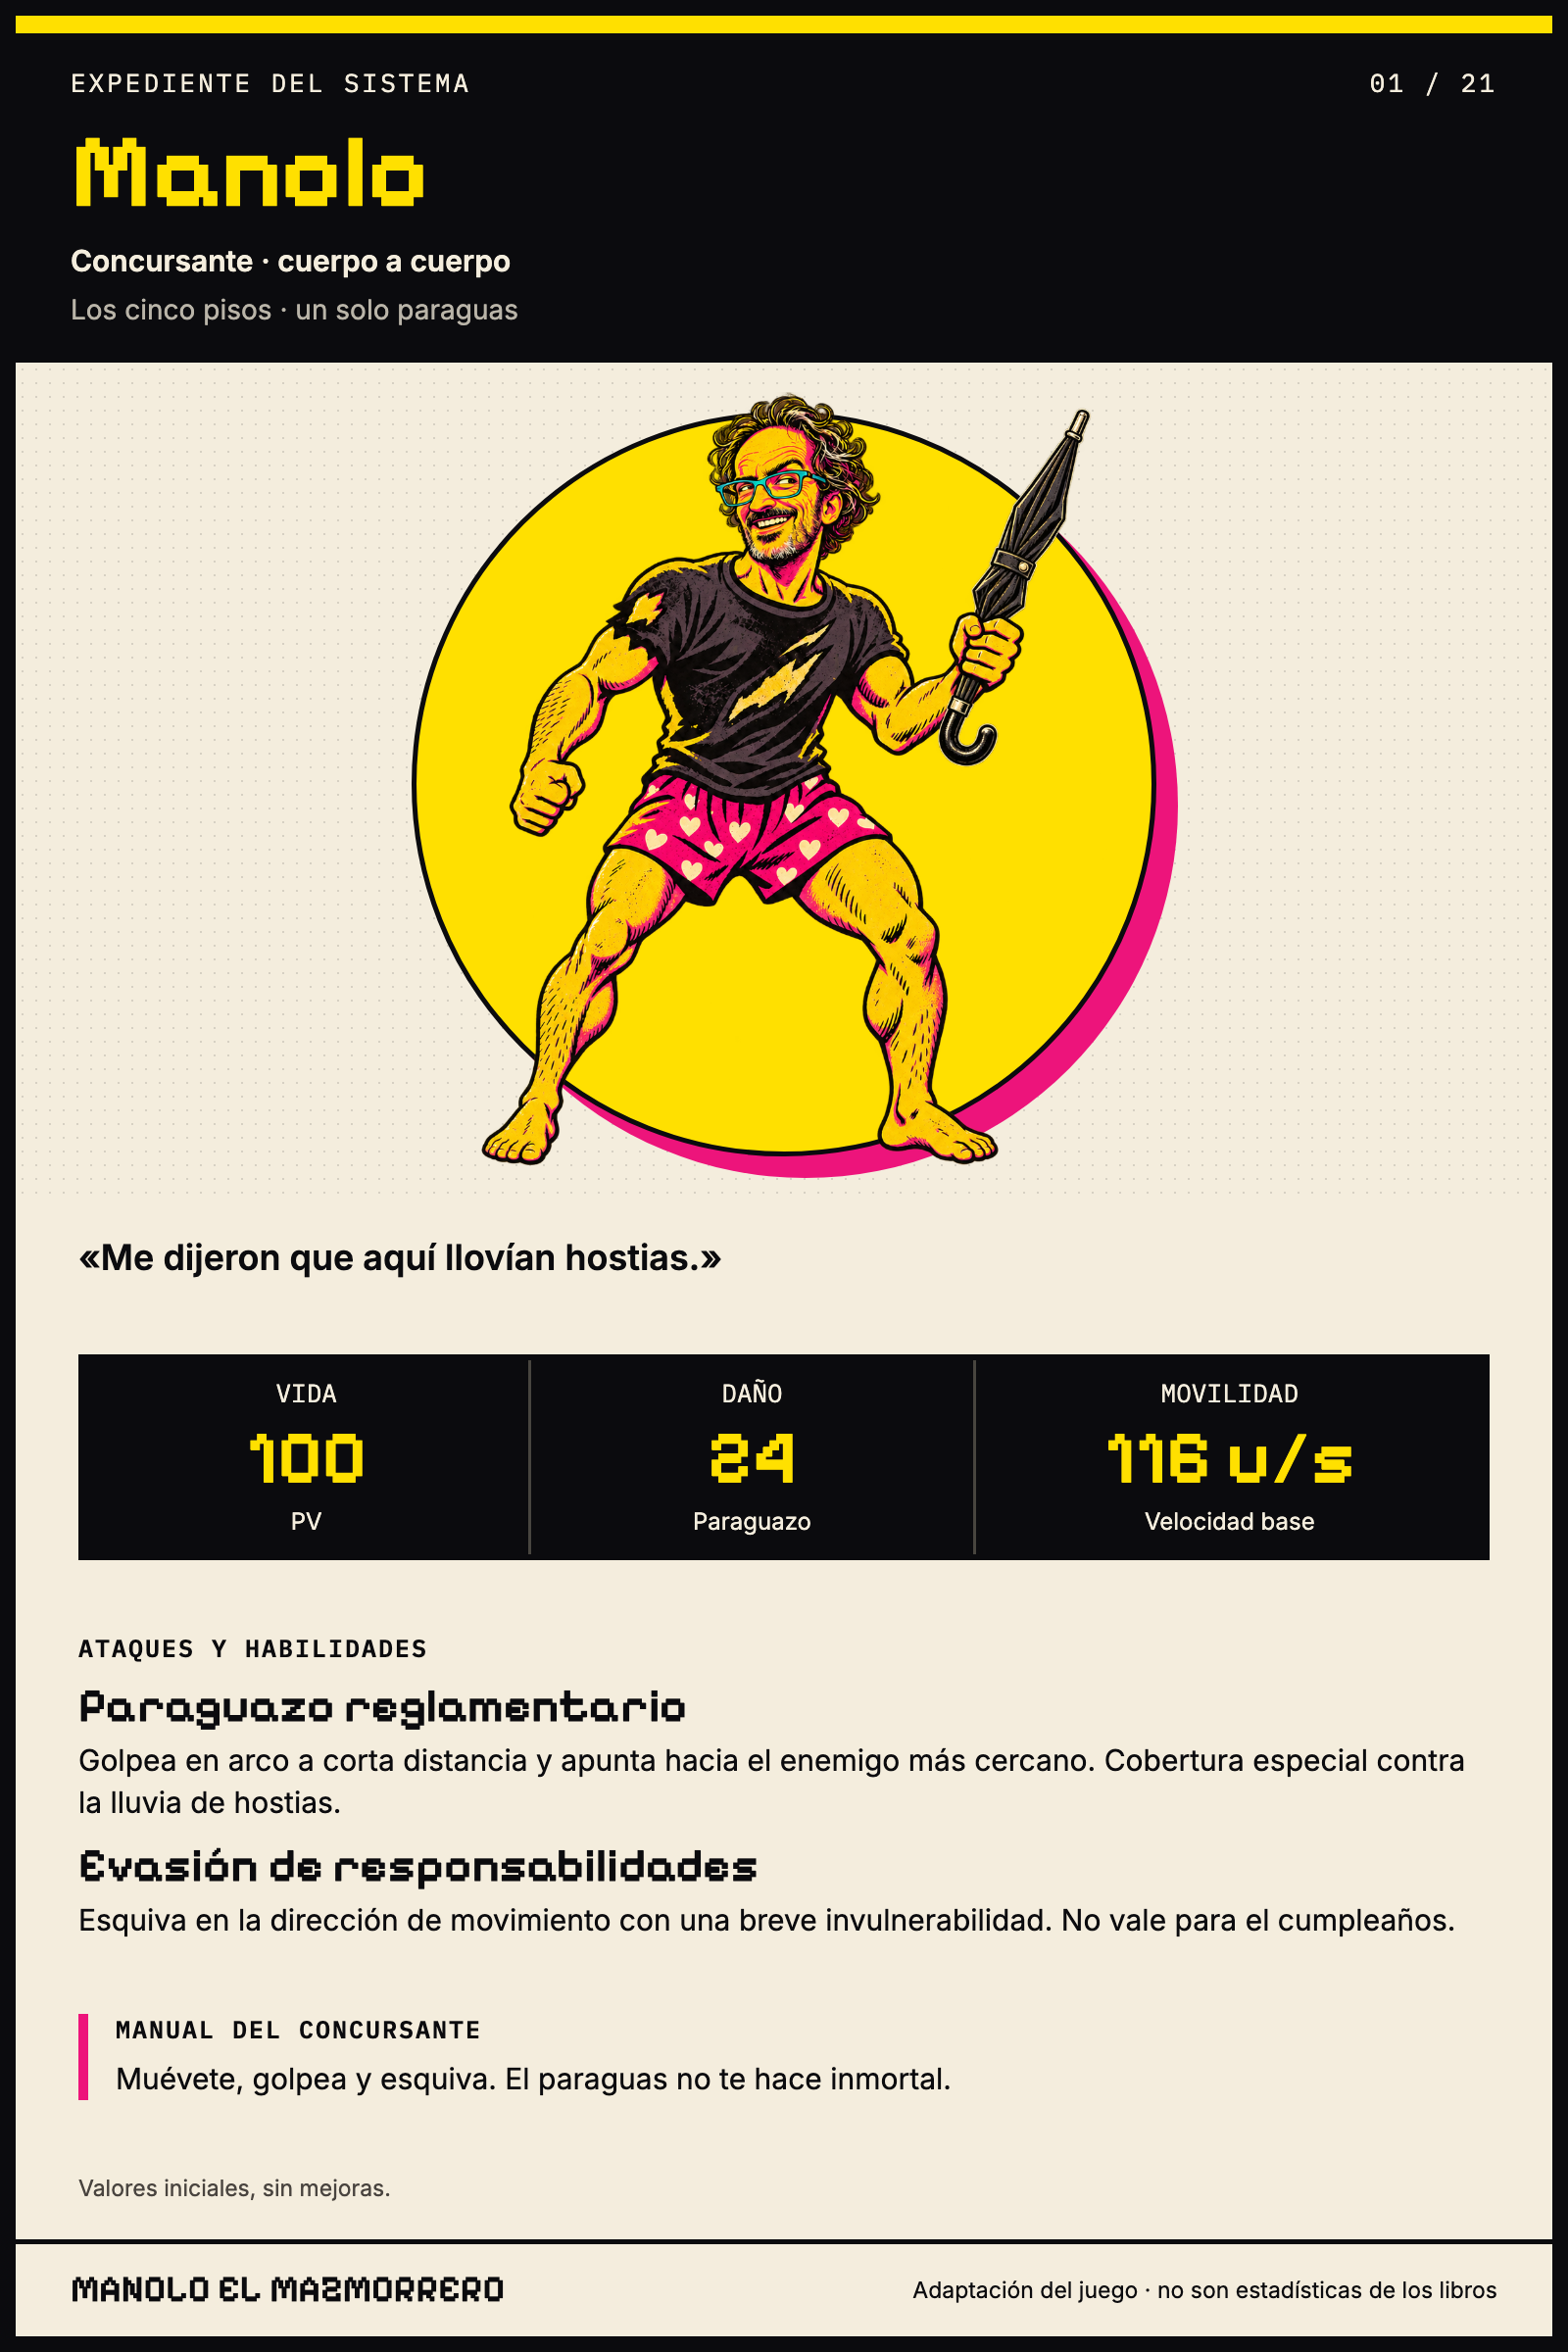 EXPEDIENTE DEL SISTEMA
01 / 21
Manolo
Concursante · cuerpo a cuerpo
Los cinco pisos · un solo paraguas
«Me dijeron que aquí llovían hostias.»
VIDA
100
PV
DAÑO
24
Paraguazo
MOVILIDAD
116 u/s
Velocidad base
ATAQUES Y HABILIDADES
Paraguazo reglamentario
Golpea en arco a corta distancia y apunta hacia el enemigo más cercano. Cobertura especial contra
la lluvia de hostias.
Evasión de responsabilidades
Esquiva en la dirección de movimiento con una breve invulnerabilidad. No vale para el cumpleaños.
MANUAL DEL CONCURSANTE
Muévete, golpea y esquiva. El paraguas no te hace inmortal.
Valores iniciales, sin mejoras.
MANOLO EL MAZMORRERO
Adaptación del juego · no son estadísticas de los libros